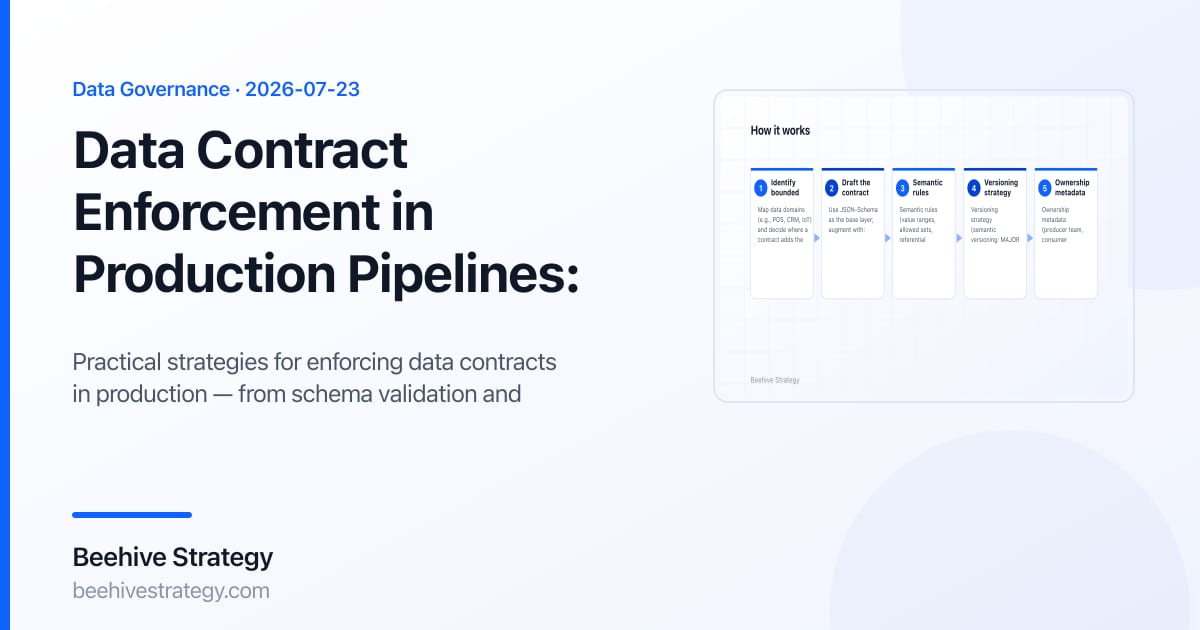 Data Governance · 2026-07-23
Data Contract
Enforcement in
Production Pipelines:
Practical strategies for enforcing data contracts
in production — from schema validation and
Beehive Strategy
beehivestrategy.com
How it works
1 Identify
bounded
Map data domains
(e.g., POS, CRM, IoT)
and decide where a
contract adds the
2 Draft the
contract
Use JSON-Schema
as the base layer;
augment with:
3 Semantic
rules
Semantic rules
(value ranges,
allowed sets,
referential
4 Versioning
strategy
Versioning
strategy
(semantic
versioning: MAJOR
5 Ownership
metadata
Ownership
metadata
(producer team,
consumer
Beehive Strategy